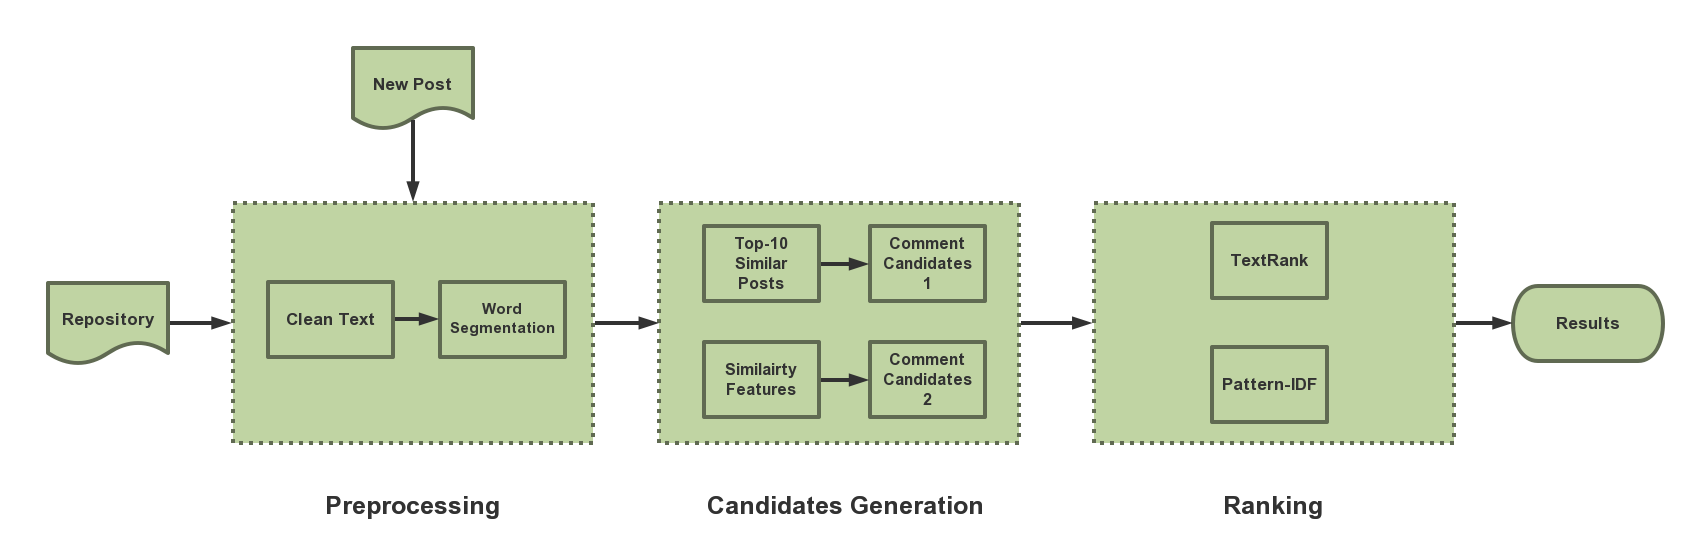 New Post
Repository
Clean Text
Word
Segmentation
Top-10
Similar
Posts
Comment
Candidates
1
Similairty
Features
Comment
Candidates
2
TextRank
Pattern-IDF
Results
Preprocessing
Candidates Generation
Ranking